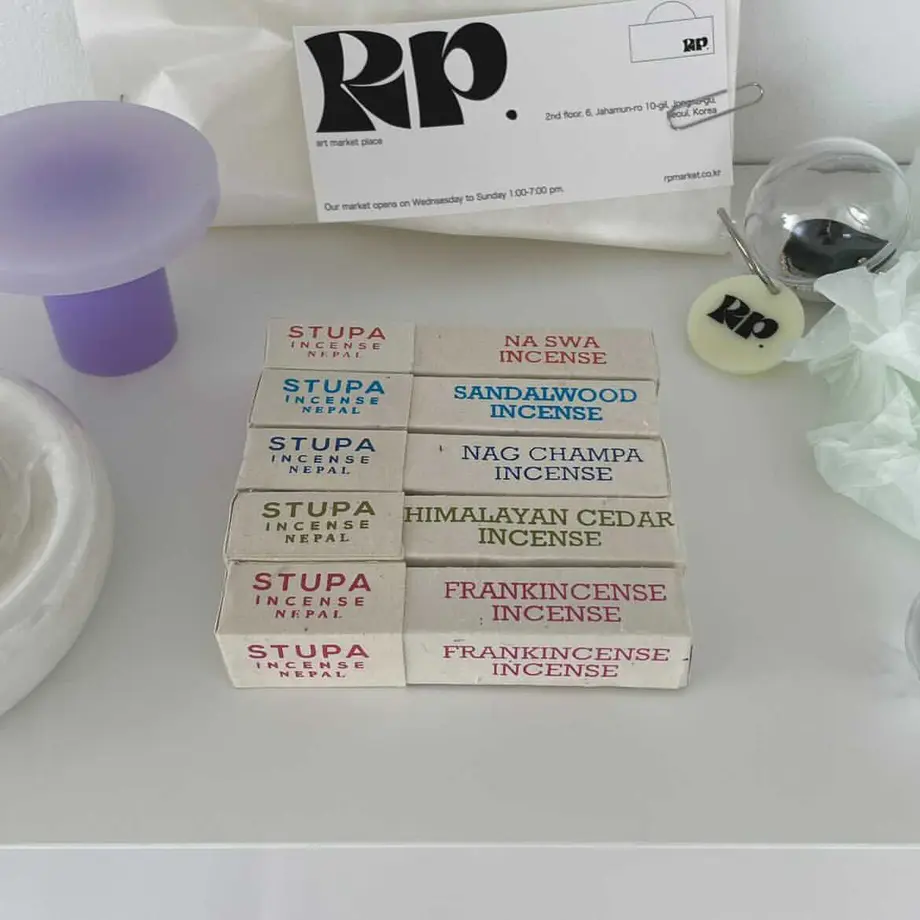 RP.
art market place
2nd floor, 6, Jahamun-ro 10-gil, Jongno-gu,
Seoul, Korea
rpmarket.co.kr
Our market opens on Wednesday to Sunday 1:00-7:00 pm.
RP.
RP.
STUPA
INCENSE
NEPAL
NA SWA
INCENSE
STUPA
INCENSE
NEPAL
SANDALWOOD
INCENSE
STUPA
INCENSE
NEPAL
NAG CHAMPA
INCENSE
STUPA
INCENSE
NEPAL
HIMALAYAN CEDAR
INCENSE
STUPA
INCENSE
NEPAL
FRANKINCENSE
INCENSE
STUPA
INCENSE
NEPAL
FRANKINCENSE
INCENSE